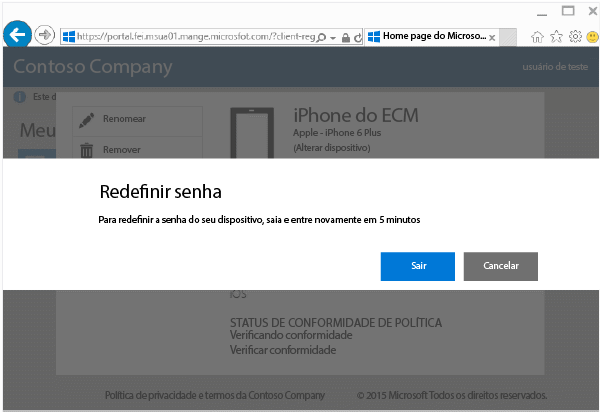 https://portal.fei.msua01.mange.microsfot.com/?client-reg
Home page do Microso...
Contoso Company
usuário de teste
Este d
Meu
Renomear
Remover
iPhone do ECM
Apple - iPhone 6 Plus
(Alterar dispositivo)
Redefinir senha
Para redefinir a senha do seu dispositivo, saia e entre novamente em 5 minutos
Sair
Cancelar
iOS
STATUS DE CONFORMIDADE DE POLÍTICA
Verificando conformidade
Verificar conformidade
Política de privacidade e termos da Contoso Company
© 2015 Microsoft Todos os direitos reservados.